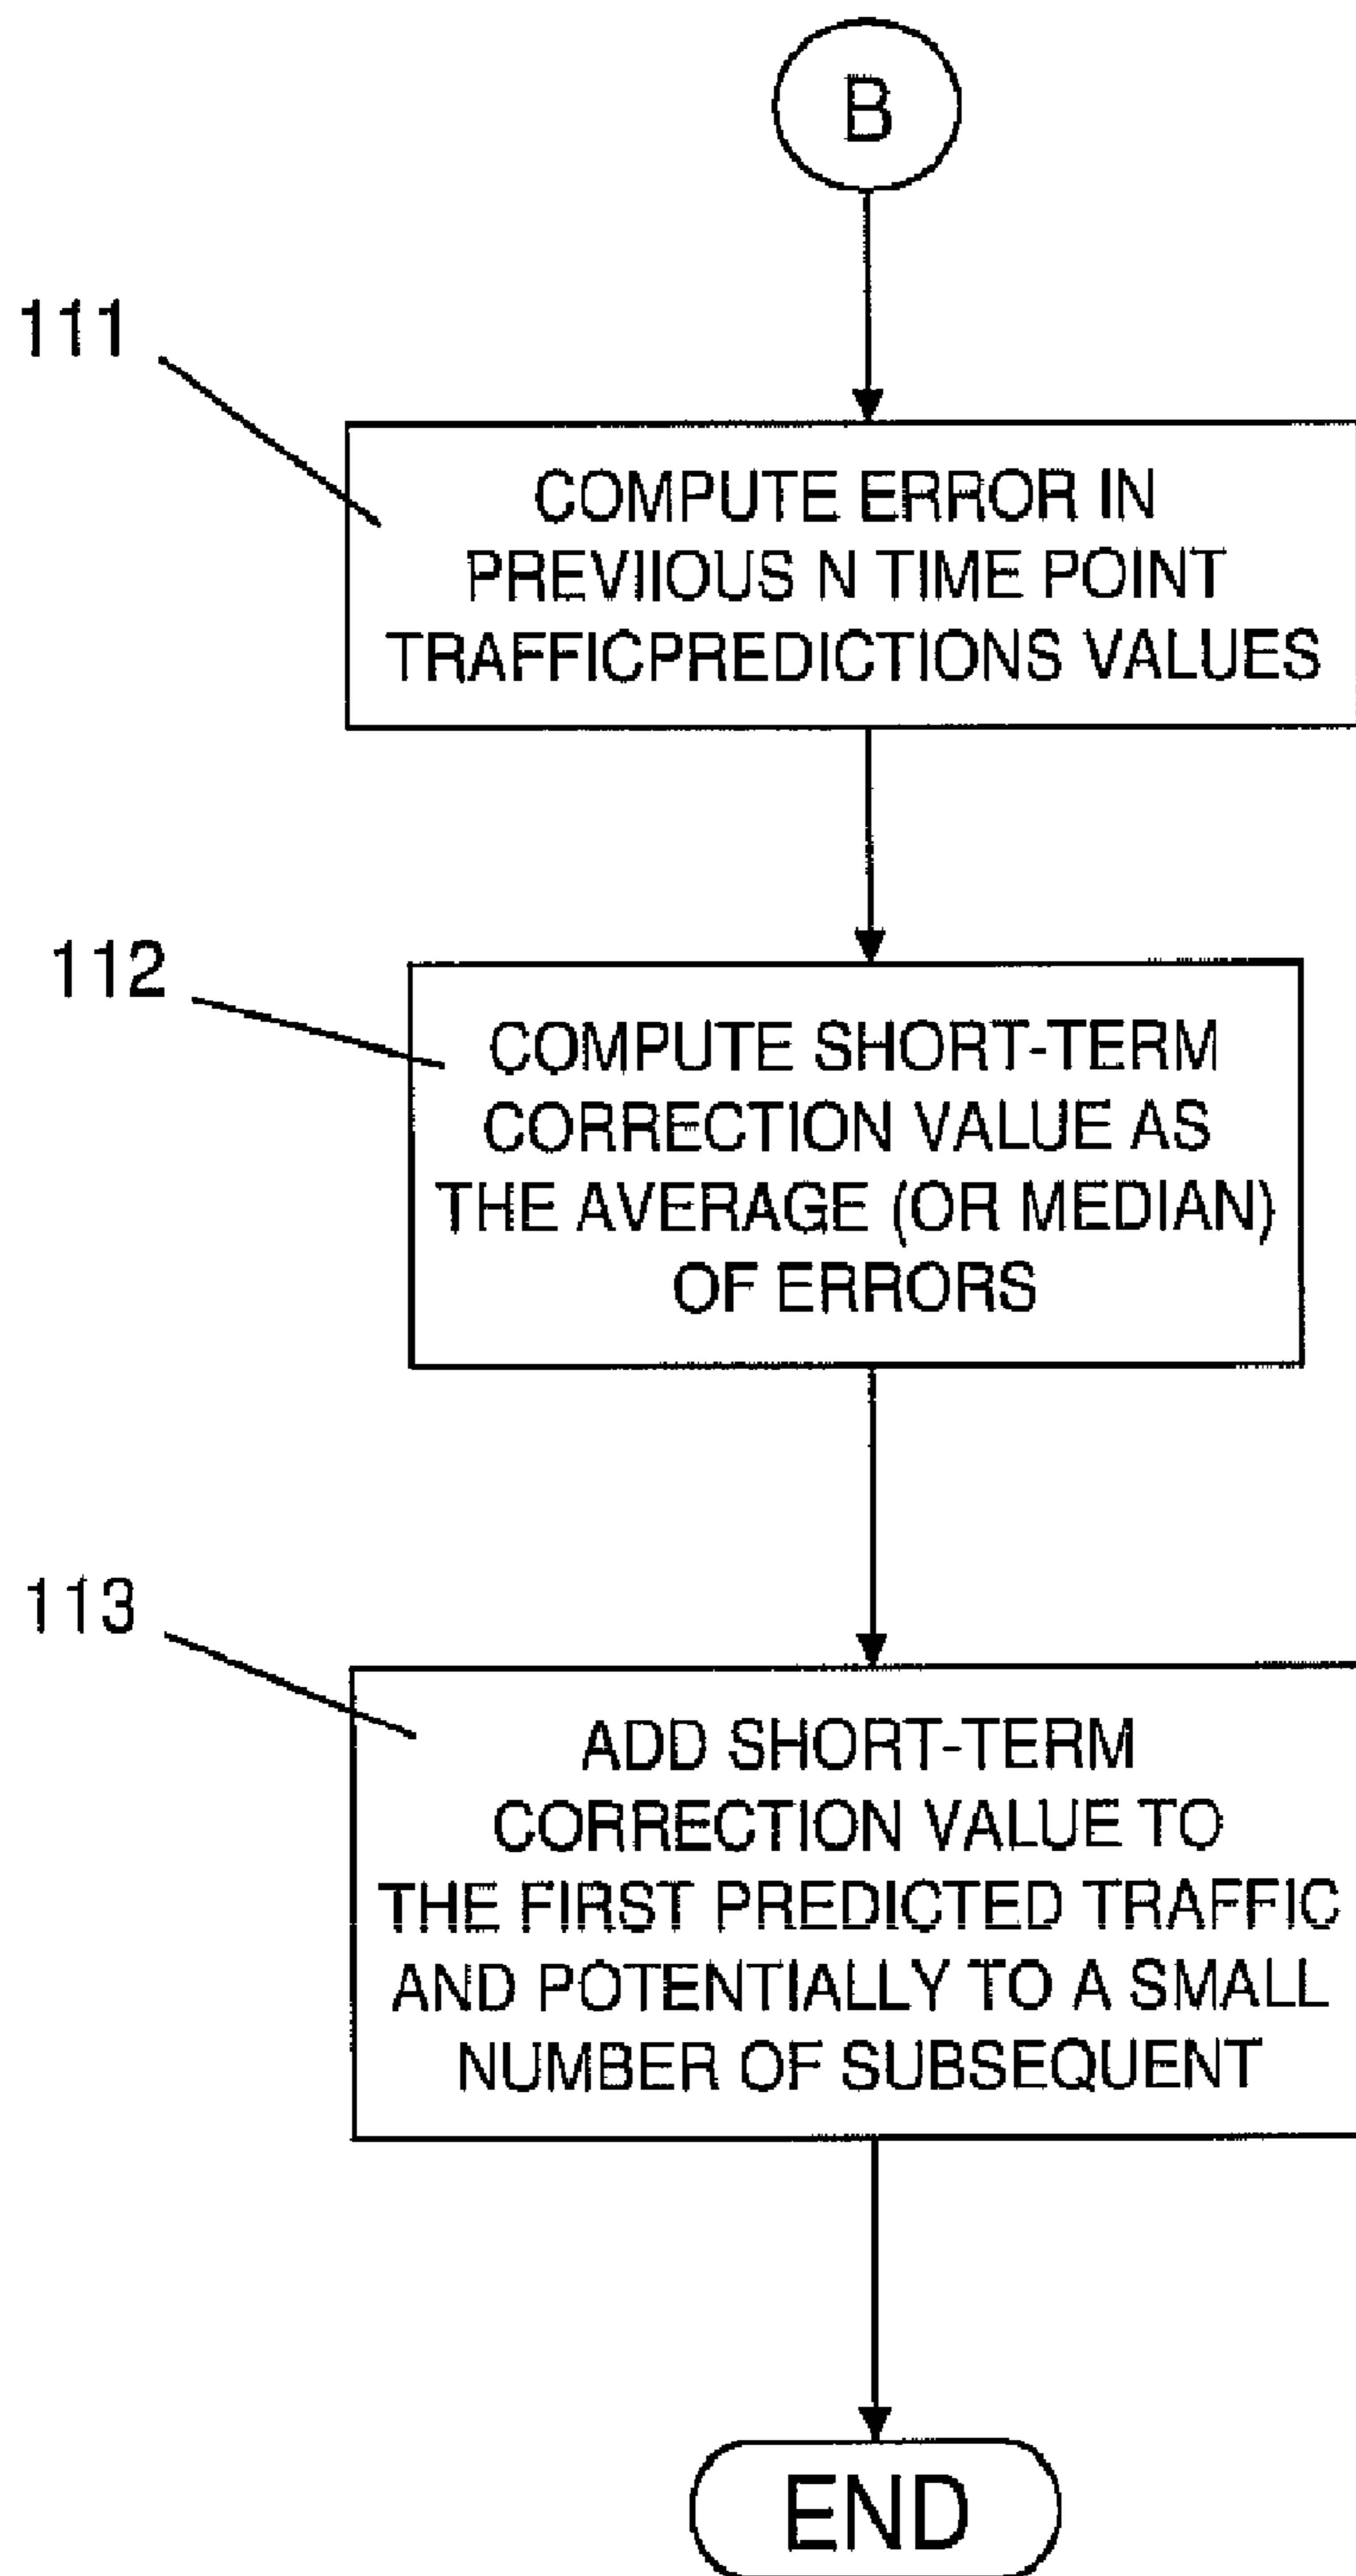 B
111
COMPUTE ERROR IN
PREVIIOUS N TIME POINT
TRAFFICPREDICTIONS VALUES
112
COMPUTE SHORT-TERM
CORRECTION VALUE AS
THE AVERAGE (OR MEDIAN)
OF ERRORS
113
ADD SHORT-TERM
CORRECTION VALUE TO
THE FIRST PREDICTED TRAFFIC
AND POTENTIALLY TO A SMALL
NUMBER OF SUBSEQUENT
END